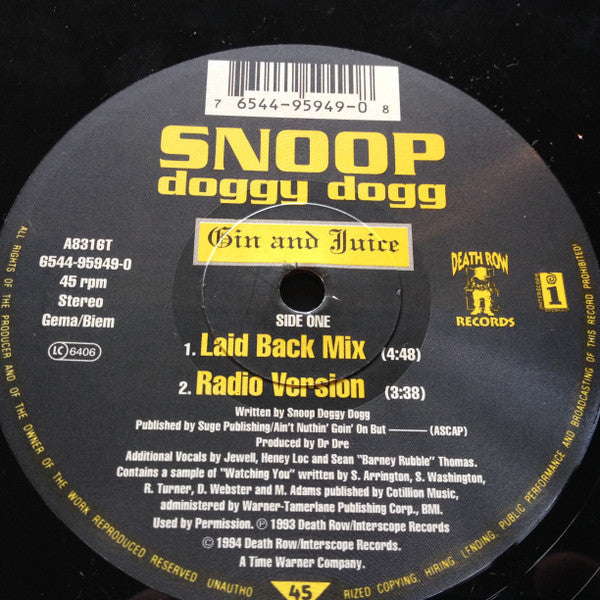 7 6544-95949-0 8
SNOOP
doggy dogg
Gin and Juice
A8316T
6544-95949-0
45 rpm
Stereo
Gema/Biem
LC 6406
DEATH ROW
RECORDS
INTERSCOPE
i
SIDE ONE
1. Laid Back Mix (4:48)
2. Radio Version (3:38)
Written by Snoop Doggy Dogg
Published by Suge Publishing/Ain't Nuthin' Goin' On But ——— (ASCAP)
Produced by Dr Dre
Additional Vocals by Jewell, Heney Loc and Sean "Barney Rubble" Thomas.
Contains a sample of "Watching You" written by S. Arrington, S. Washington,
R. Turner, D. Webster and M. Adams published by Cotillion Music,
administered by Warner-Tamerlane Publishing Corp., BMI.
Used by Permission. ℗ 1993 Death Row/Interscope Records
© 1994 Death Row/Interscope Records.
A Time Warner Company.
45
ALL RIGHTS OF THE PRODUCER AND OF THE OWNER OF THE WORK REPRODUCED RESERVED UNAUTHO RIZED COPYING, HIRING, LENDING, PUBLIC PERFORMANCE AND BROADCASTING OF THIS RECORD PROHIBITED!